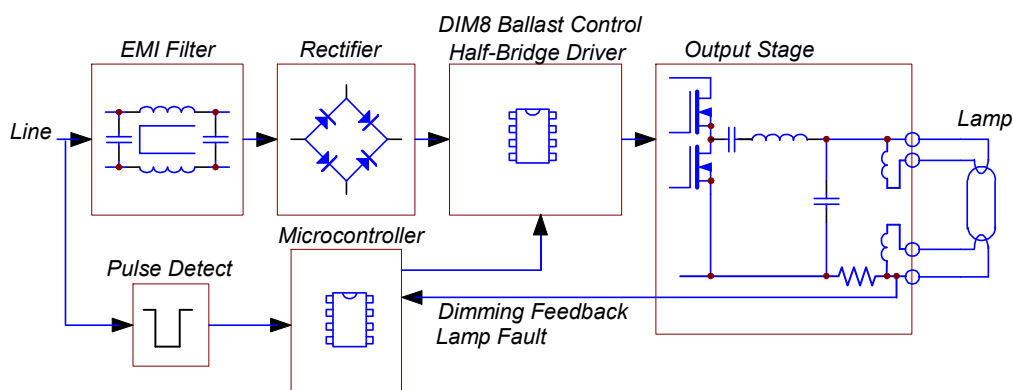 DIM8 Ballast Control
EMI Filter
Rectifier
Half-Bridge Driver
Output Stage
Line
Lamp
Microcontroller
Pulse Detect
Dimming Feedback
Lamp Fault